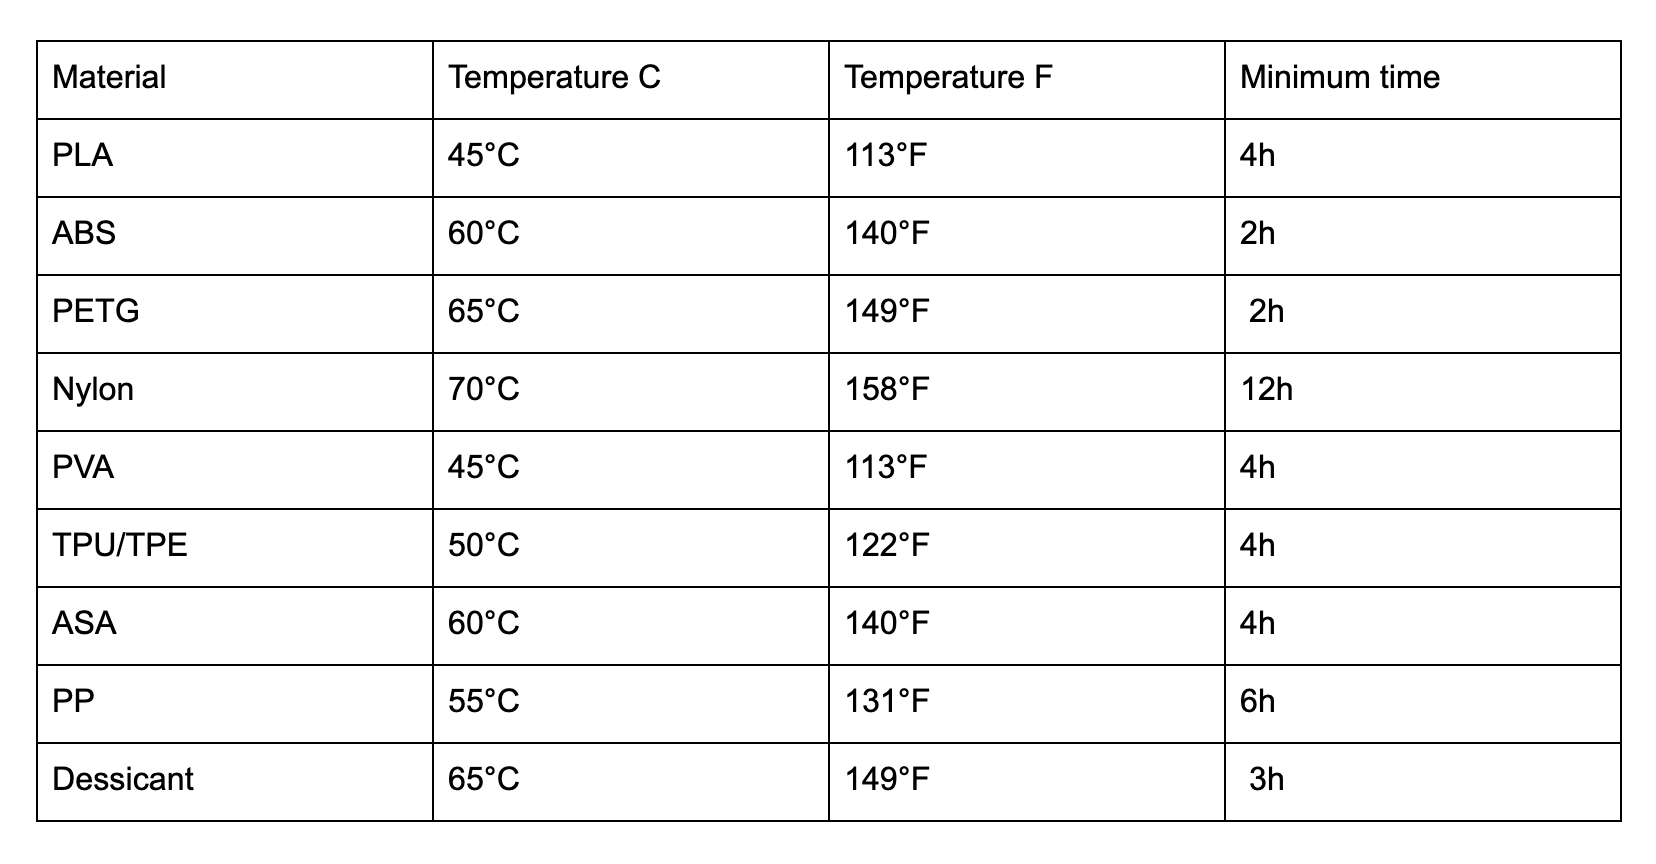 Material Temperature C Temperature F Minimum time
PLA 45°C 113°F 4h
ABS 60°C 140°F 2h
PETG 65°C 149°F 2h
Nylon 70°C 158°F 12h
PVA 45°C 113°F 4h
TPU/TPE 50°C 122°F 4h
ASA 60°C 140°F 4h
PP 55°C 131°F 6h
Dessicant 65°C 149°F 3h